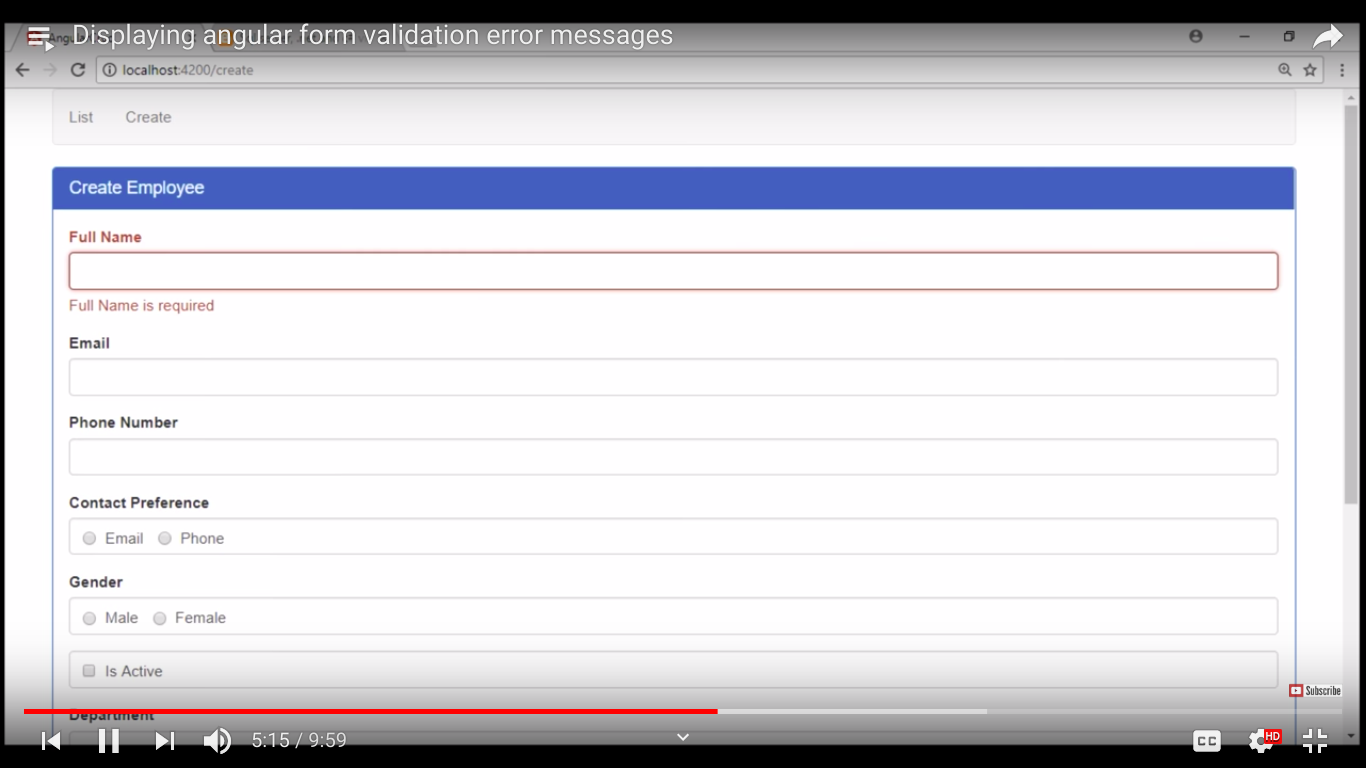 Displaying angular form validation error messages
localhost:4200/create
List Create
Create Employee
Full Name
Full Name is required
Email
Phone Number
Contact Preference
Email Phone
Gender
Male Female
Is Active
Subscribe
Department
5:15 / 9:59
CC
HD